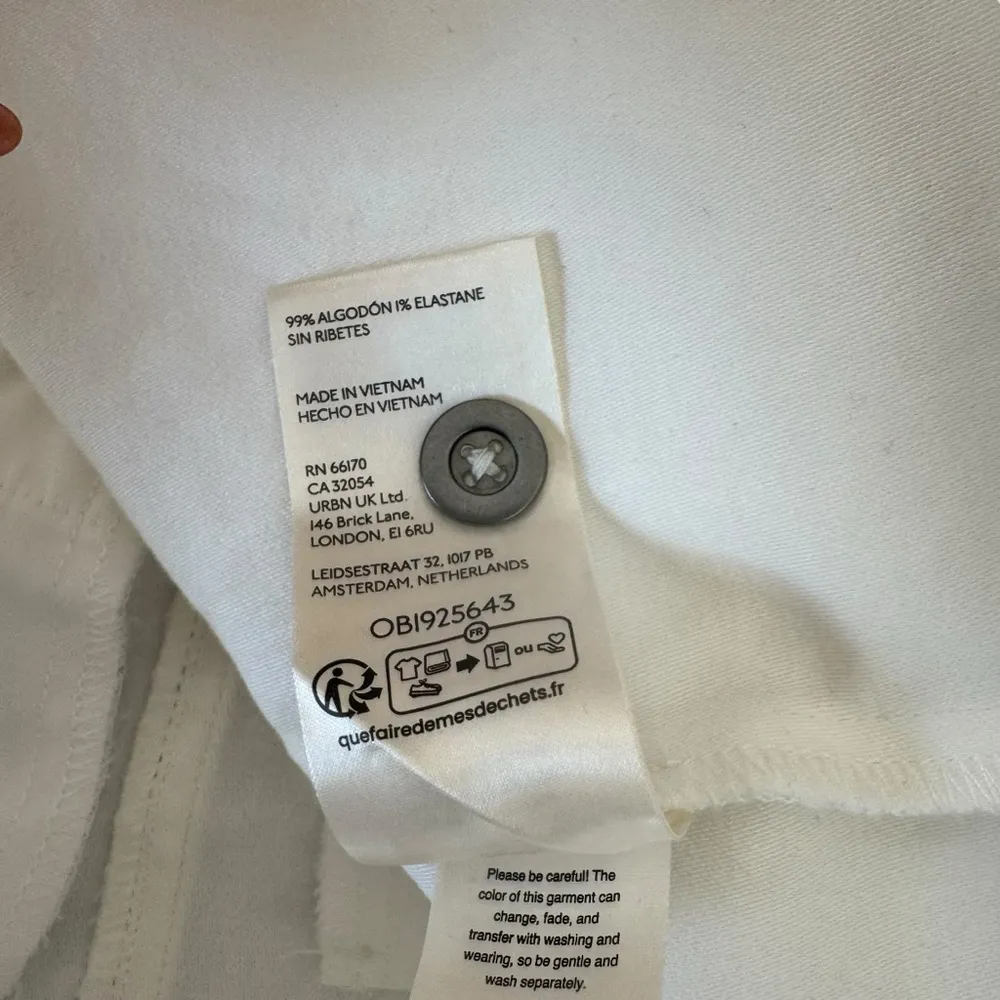 99% ALGODÓN 1% ELASTANE
SIN RIBETES
MADE IN VIETNAM
HECHO EN VIETNAM
RN 66170
CA 32054
URBN UK Ltd.
146 Brick Lane,
LONDON, E1 6RU
LEIDSESTRAAT 32, 1017 PB
AMSTERDAM, NETHERLANDS
OB1925643
FR
ou
quefairedemesdechets.fr
Please be careful! The
color of this garment can
change, fade, and
transfer with washing and
wearing, so be gentle and
wash separately.